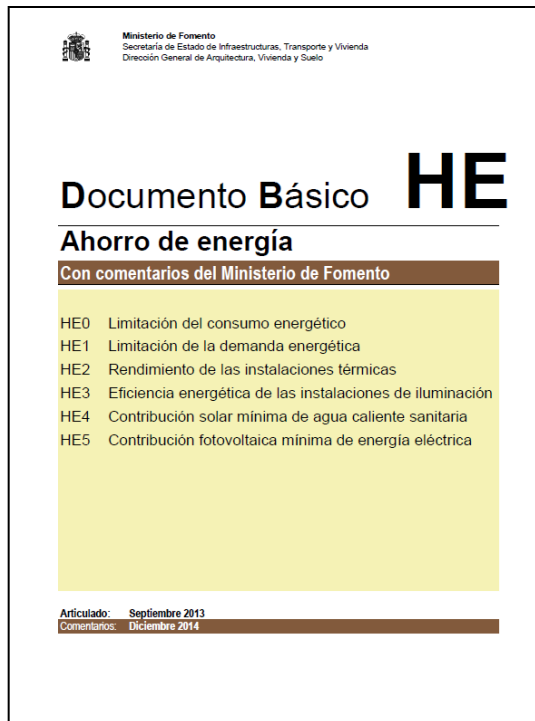 Ministerio de Fomento
Secretaría de Estado de Infraestructuras, Transporte y Vivienda
Dirección General de Arquitectura, Vivienda y Suelo
Documento Básico HE
Ahorro de energía
Con comentarios del Ministerio de Fomento
HE0 Limitación del consumo energético
HE1 Limitación de la demanda energética
HE2 Rendimiento de las instalaciones térmicas
HE3 Eficiencia energética de las instalaciones de iluminación
HE4 Contribución solar mínima de agua caliente sanitaria
HE5 Contribución fotovoltaica mínima de energía eléctrica
Articulado: Septiembre 2013
Comentarios: Diciembre 2014